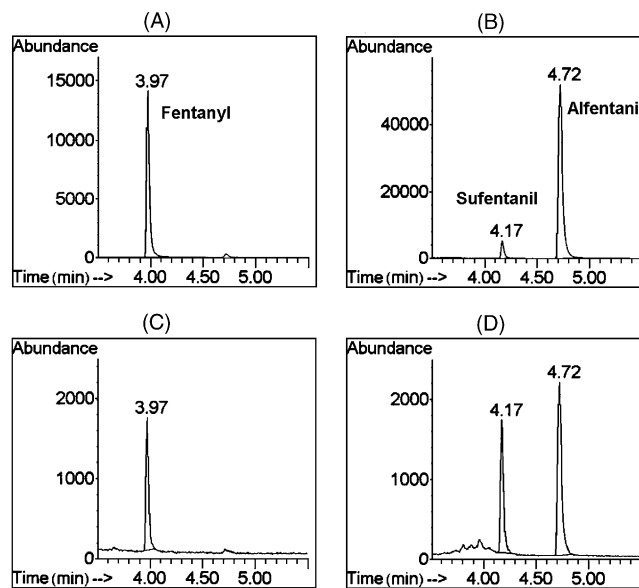 (A)
Abundance
15000
10000
5000
0
3.97
Fentanyl
Time (min) --> 4.00 4.50 5.00
(B)
Abundance
40000
20000
0
4.72
Alfentani
Sufentanil
4.17
Time (min) --> 4.00 4.50 5.00
(C)
Abundance
2000
1000
0
3.97
Time (min) --> 4.00 4.50 5.00
(D)
Abundance
2000
1000
0
4.72
4.17
Time (min) --> 4.00 4.50 5.00